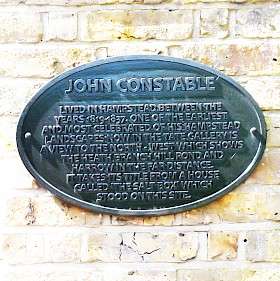 JOHN CONSTABLE
LIVED IN HAMPSTEAD BETWEEN THE
YEARS 1819-1837. ONE OF THE EARLIEST
AND MOST CELEBRATED OF HIS HAMPSTEAD
LANDSCAPES, NOW IN THE TATE GALLERY IS
A VIEW TO THE NORTH-WEST WHICH SHOWS
THE HEATH, BRANCH HILL POND AND
HARROW IN THE FAR DISTANCE
IT TAKES ITS TITLE FROM A HOUSE
CALLED 'THE SALT BOX' WHICH
STOOD ON THIS SITE.